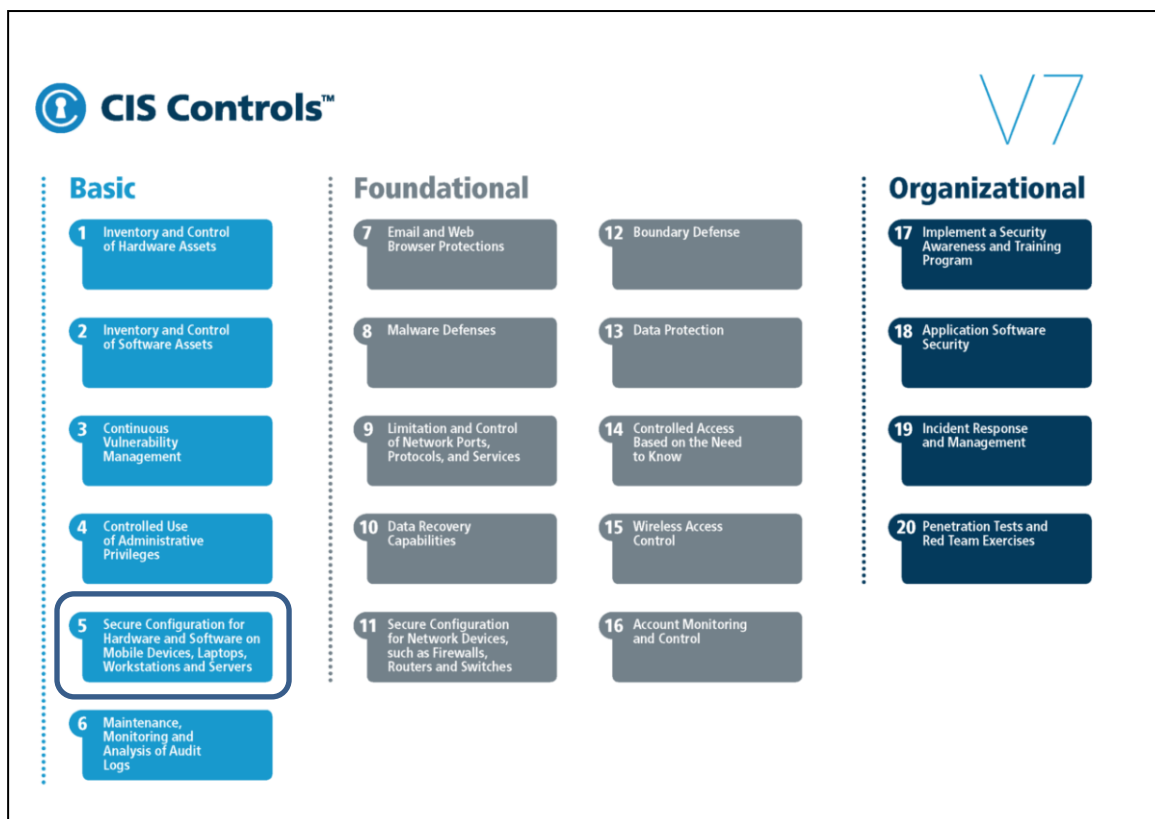 CIS Controls™
V7
Basic
1 Inventory and Control
of Hardware Assets
2 Inventory and Control
of Software Assets
3 Continuous
Vulnerability
Management
4 Controlled Use
of Administrative
Privileges
5 Secure Configuration for
Hardware and Software on
Mobile Devices, Laptops,
Workstations and Servers
6 Maintenance,
Monitoring and
Analysis of Audit
Logs
Foundational
7 Email and Web
Browser Protections
8 Malware Defenses
9 Limitation and Control
of Network Ports,
Protocols, and Services
10 Data Recovery
Capabilities
11 Secure Configuration
for Network Devices,
such as Firewalls,
Routers and Switches
12 Boundary Defense
13 Data Protection
14 Controlled Access
Based on the Need
to Know
15 Wireless Access
Control
16 Account Monitoring
and Control
Organizational
17 Implement a Security
Awareness and Training
Program
18 Application Software
Security
19 Incident Response
and Management
20 Penetration Tests and
Red Team Exercises